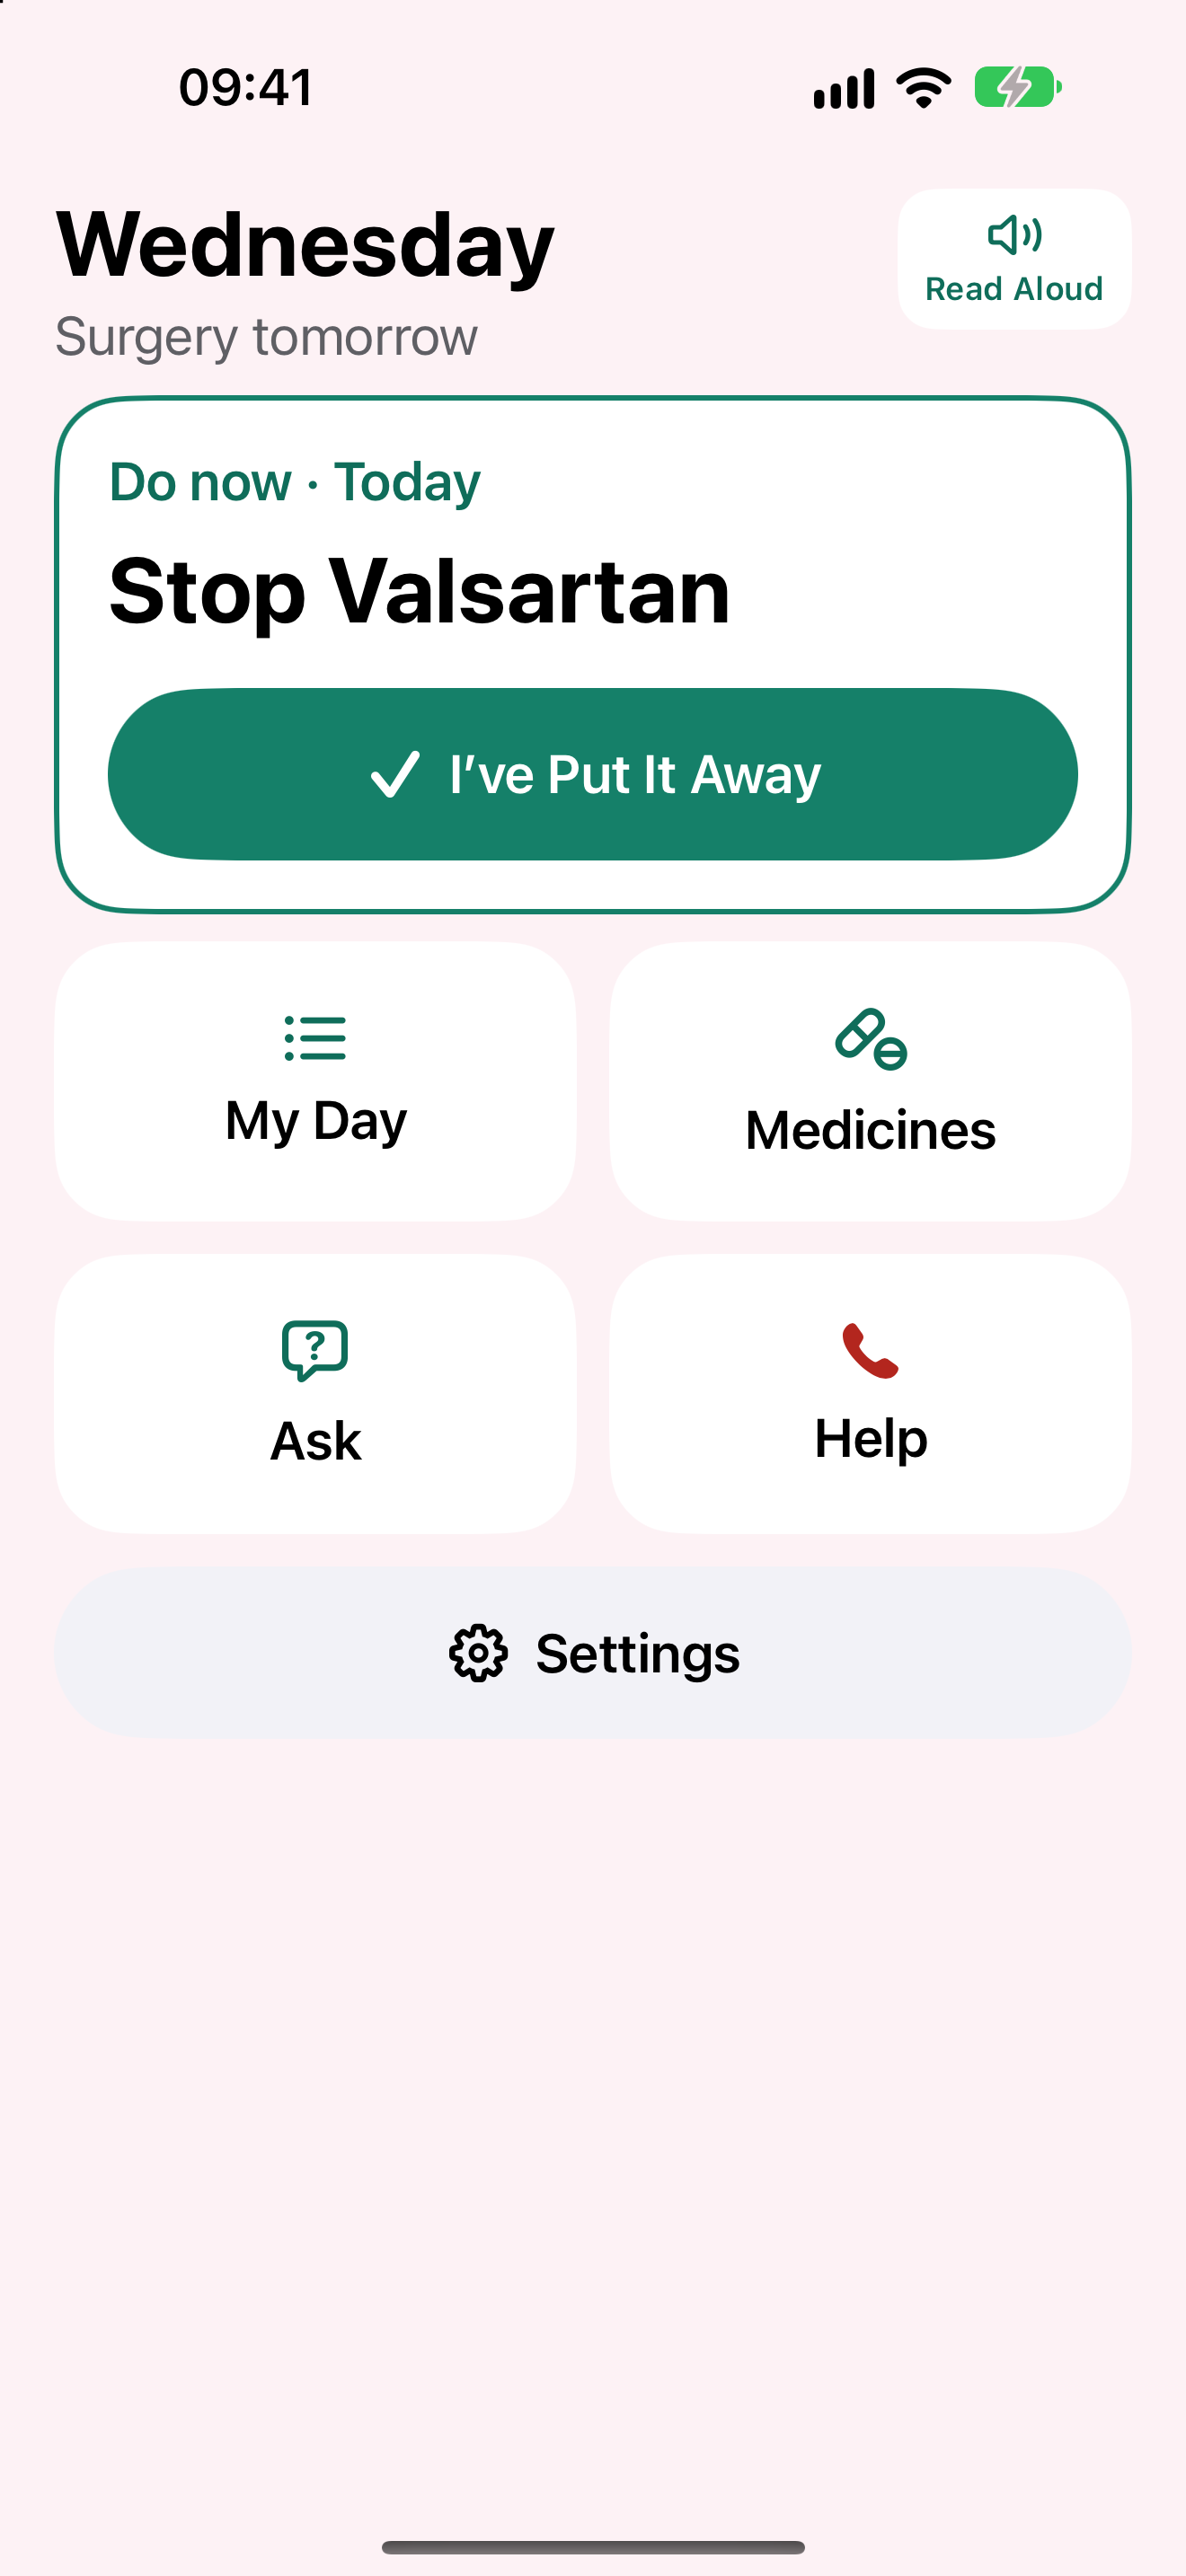 09:41
Wednesday
Read Aloud
Surgery tomorrow
Do now · Today
Stop Valsartan
I’ve Put It Away
My Day
Medicines
?
Ask
Help
Settings